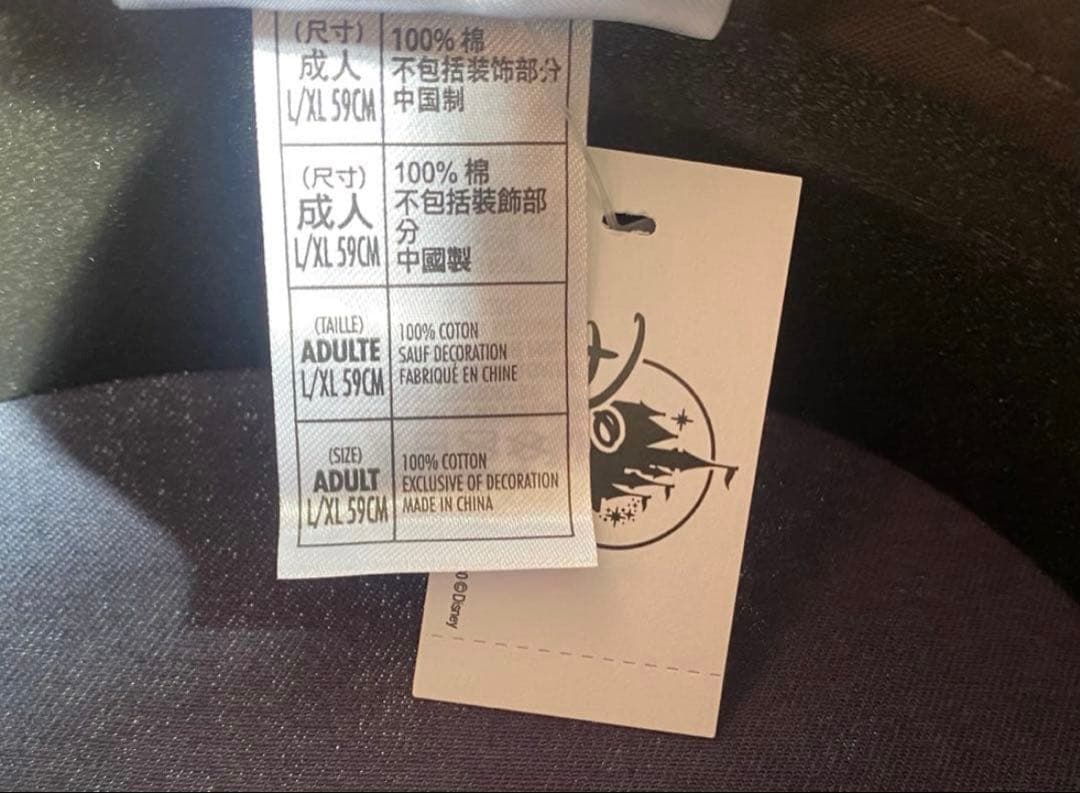 (尺寸)
成人
L/XL 59CM
100% 棉
不包括装饰部分
中国制
(尺寸)
成人
L/XL 59CM
100% 棉
不包括裝飾部
分
中國製
(TAILLE)
ADULTE
L/XL 59CM
100% COTON
SAUF DECORATION
FABRIQUÉ EN CHINE
(SIZE)
ADULT
L/XL 59CM
100% COTTON
EXCLUSIVE OF DECORATION
MADE IN CHINA
©Disney